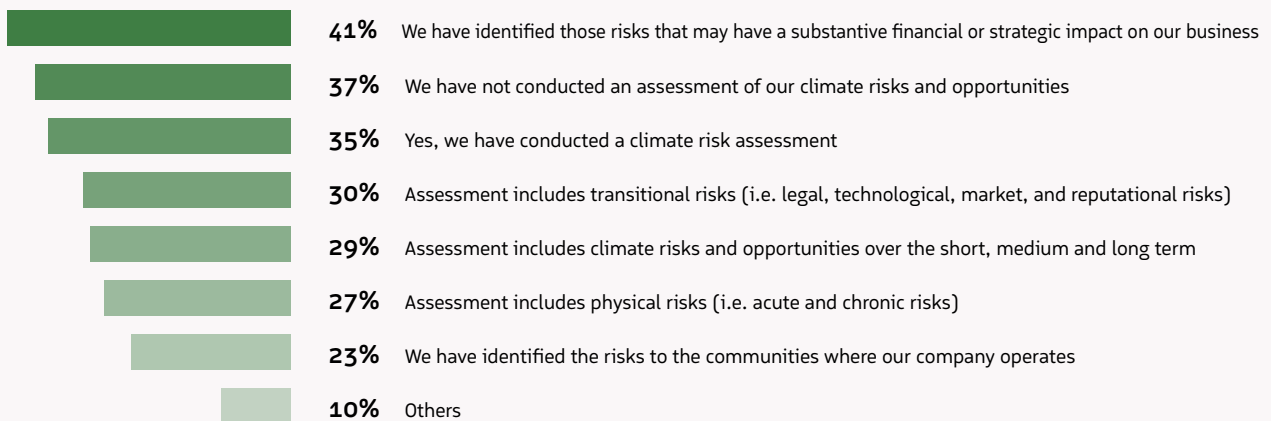 41% We have identified those risks that may have a substantive financial or strategic impact on our business
37% We have not conducted an assessment of our climate risks and opportunities
35% Yes, we have conducted a climate risk assessment
30% Assessment includes transitional risks (i.e. legal, technological, market, and reputational risks)
29% Assessment includes climate risks and opportunities over the short, medium and long term
27% Assessment includes physical risks (i.e. acute and chronic risks)
23% We have identified the risks to the communities where our company operates
10% Others